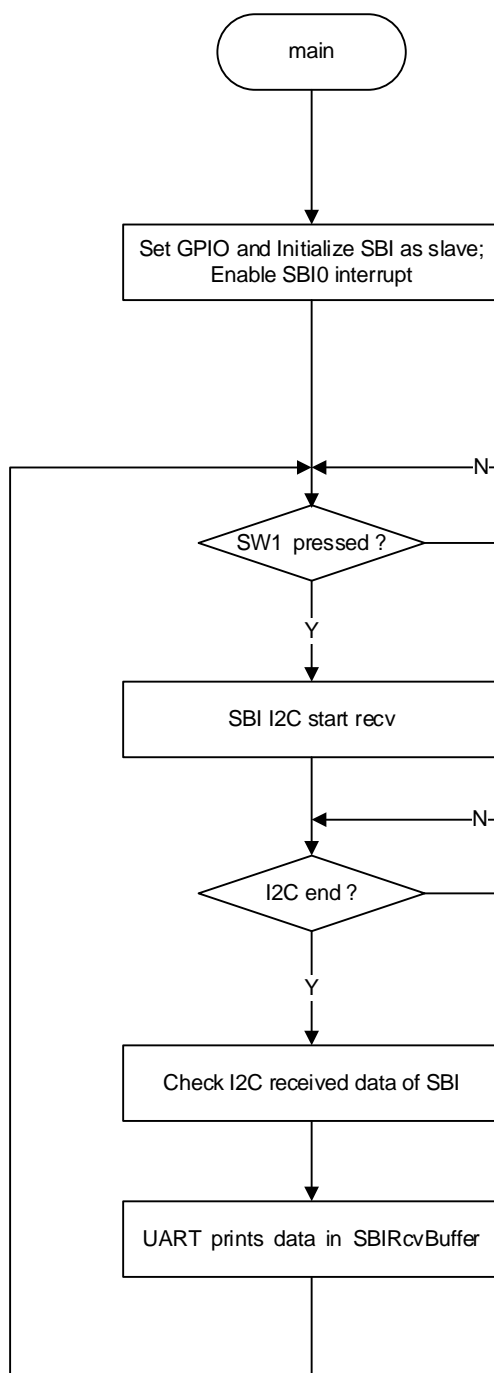 main
Set GPIO and Initialize SBI as slave;
Enable SBI0 interrupt
N
SW1 pressed ?
Y
SBI I2C start recv
N
I2C end ?
Y
Check I2C received data of SBI
UART prints data in SBIRcvBuffer